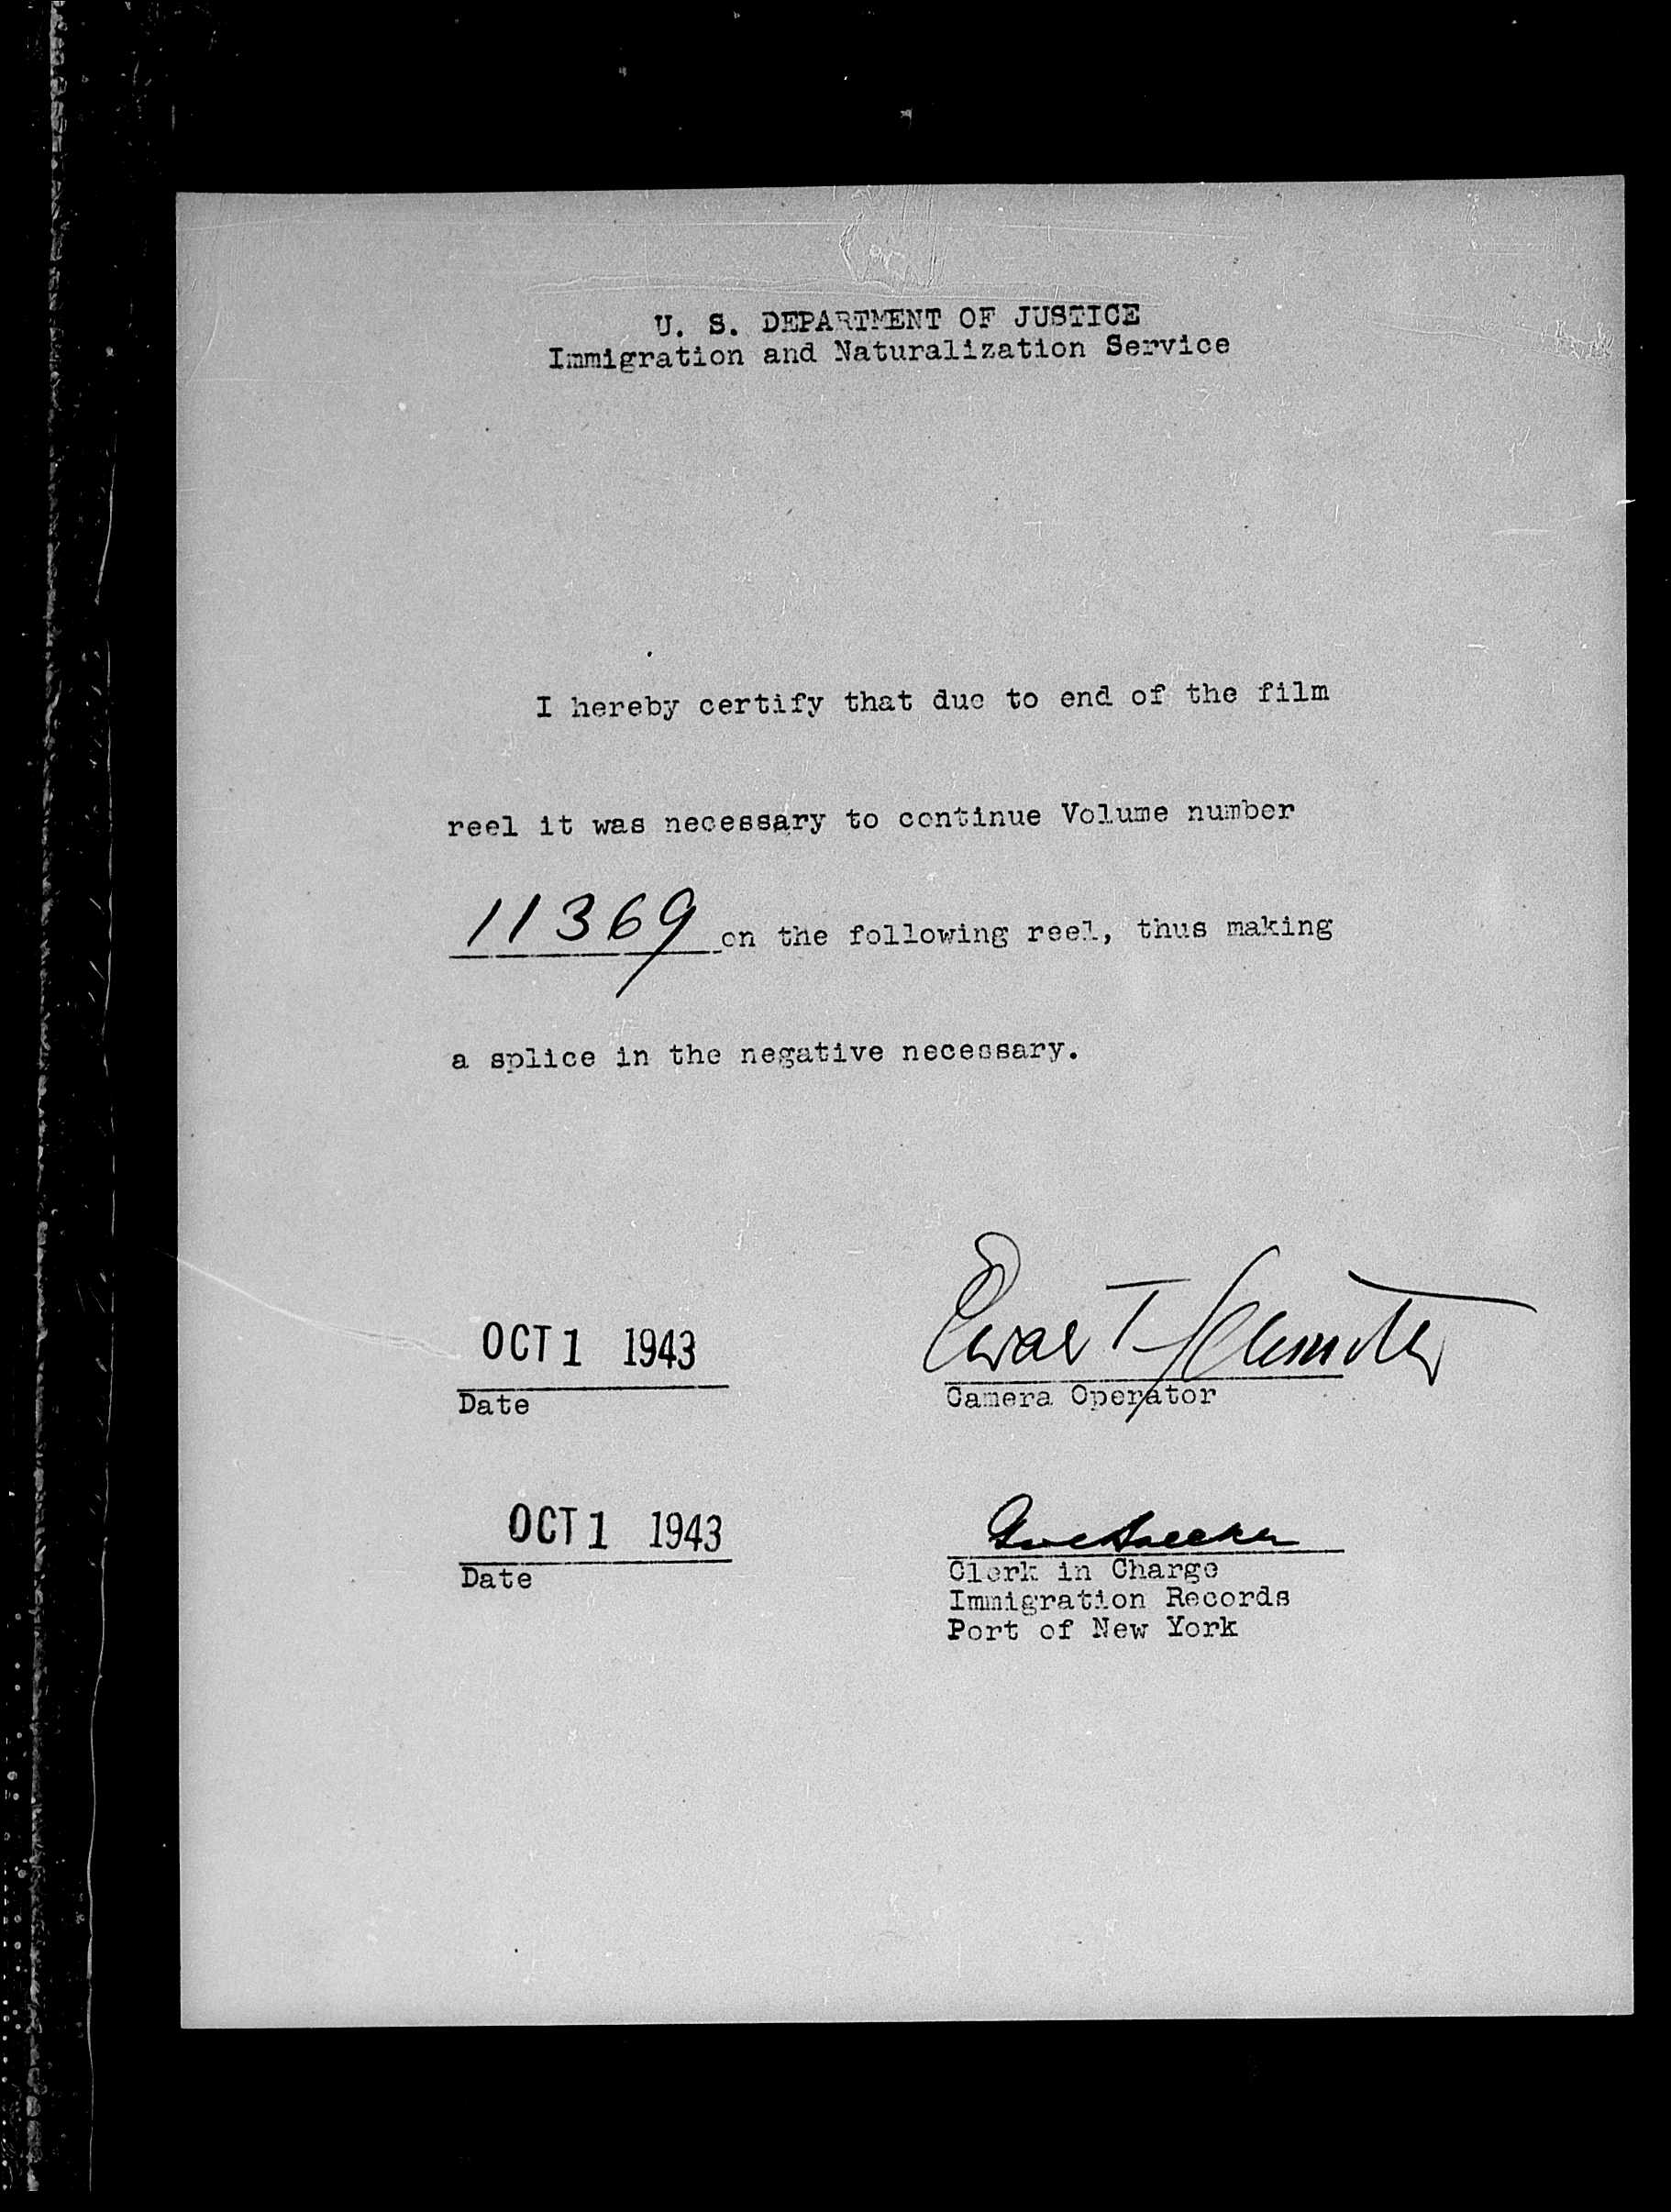 U. S. DEPARTMENT OF JUSTICE
Immigration and Naturalization Service
I hereby certify that due to end of the film
reel it was necessary to continue Volume number
11369 on the following reel, thus making
a splice in the negative necessary.
OCT 1 1943
Date
Camera Operator
OCT 1 1943
Date
Clerk in Charge
Immigration Records
Port of New York